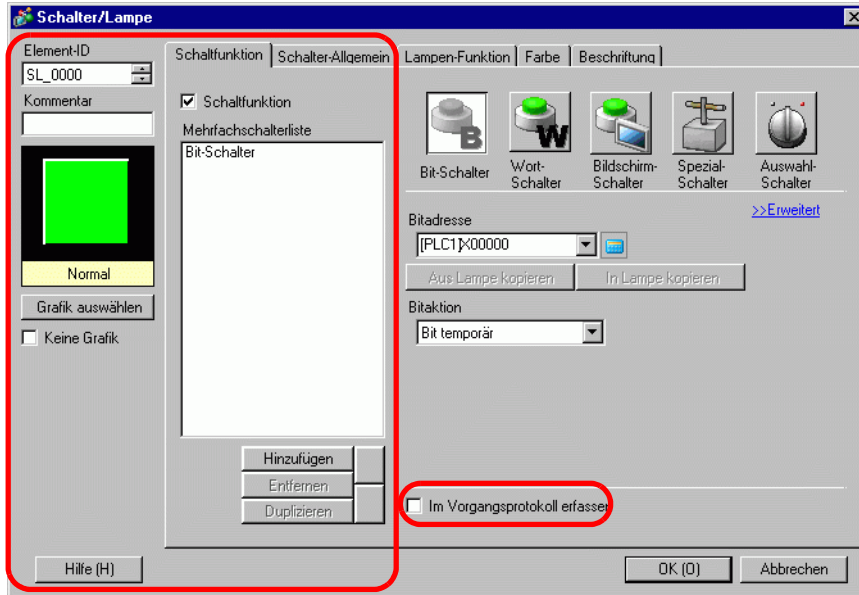 Schalter/Lampe
Element-ID
SL_0000
Kommentar
Normal
Grafik auswählen
Keine Grafik
Schaltfunktion
Schalter-Allgemein
Lampen-Funktion
Farbe
Beschriftung
Schaltfunktion
Mehrfachschalterliste
Bit-Schalter
Hinzufügen
Entfernen
Duplizieren
B
W
Bit-Schalter
Wort-
Schalter
Bildschirm-
Schalter
Spezial-
Schalter
Auswahl-
Schalter
>>Erweitert
Bitadresse
[PLC1]X00000
Aus Lampe kopieren
In Lampe kopieren
Bitaktion
Bit temporär
Im Vorgangsprotokoll erfassen
Hilfe (H)
OK (O)
Abbrechen